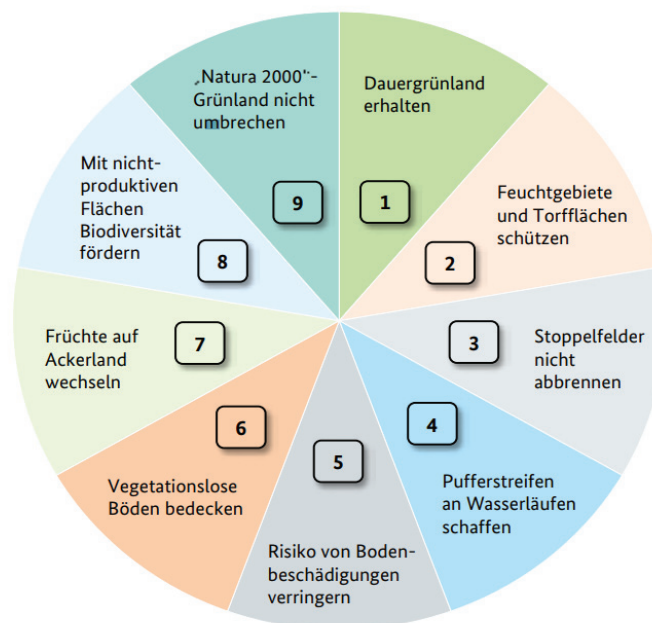 „Natura 2000“-
Grünland nicht
umbrechen
9
Dauergrünland
erhalten
1
Feuchtgebiete
und Torfflächen
schützen
2
Stoppelfelder
nicht
abbrennen
3
Pufferstreifen
an Wasserläufen
schaffen
4
Risiko von Boden-
beschädigungen
verringern
5
Vegetationslose
Böden bedecken
6
Früchte auf
Ackerland
wechseln
7
Mit nicht-
produktiven
Flächen
Biodiversität
fördern
8